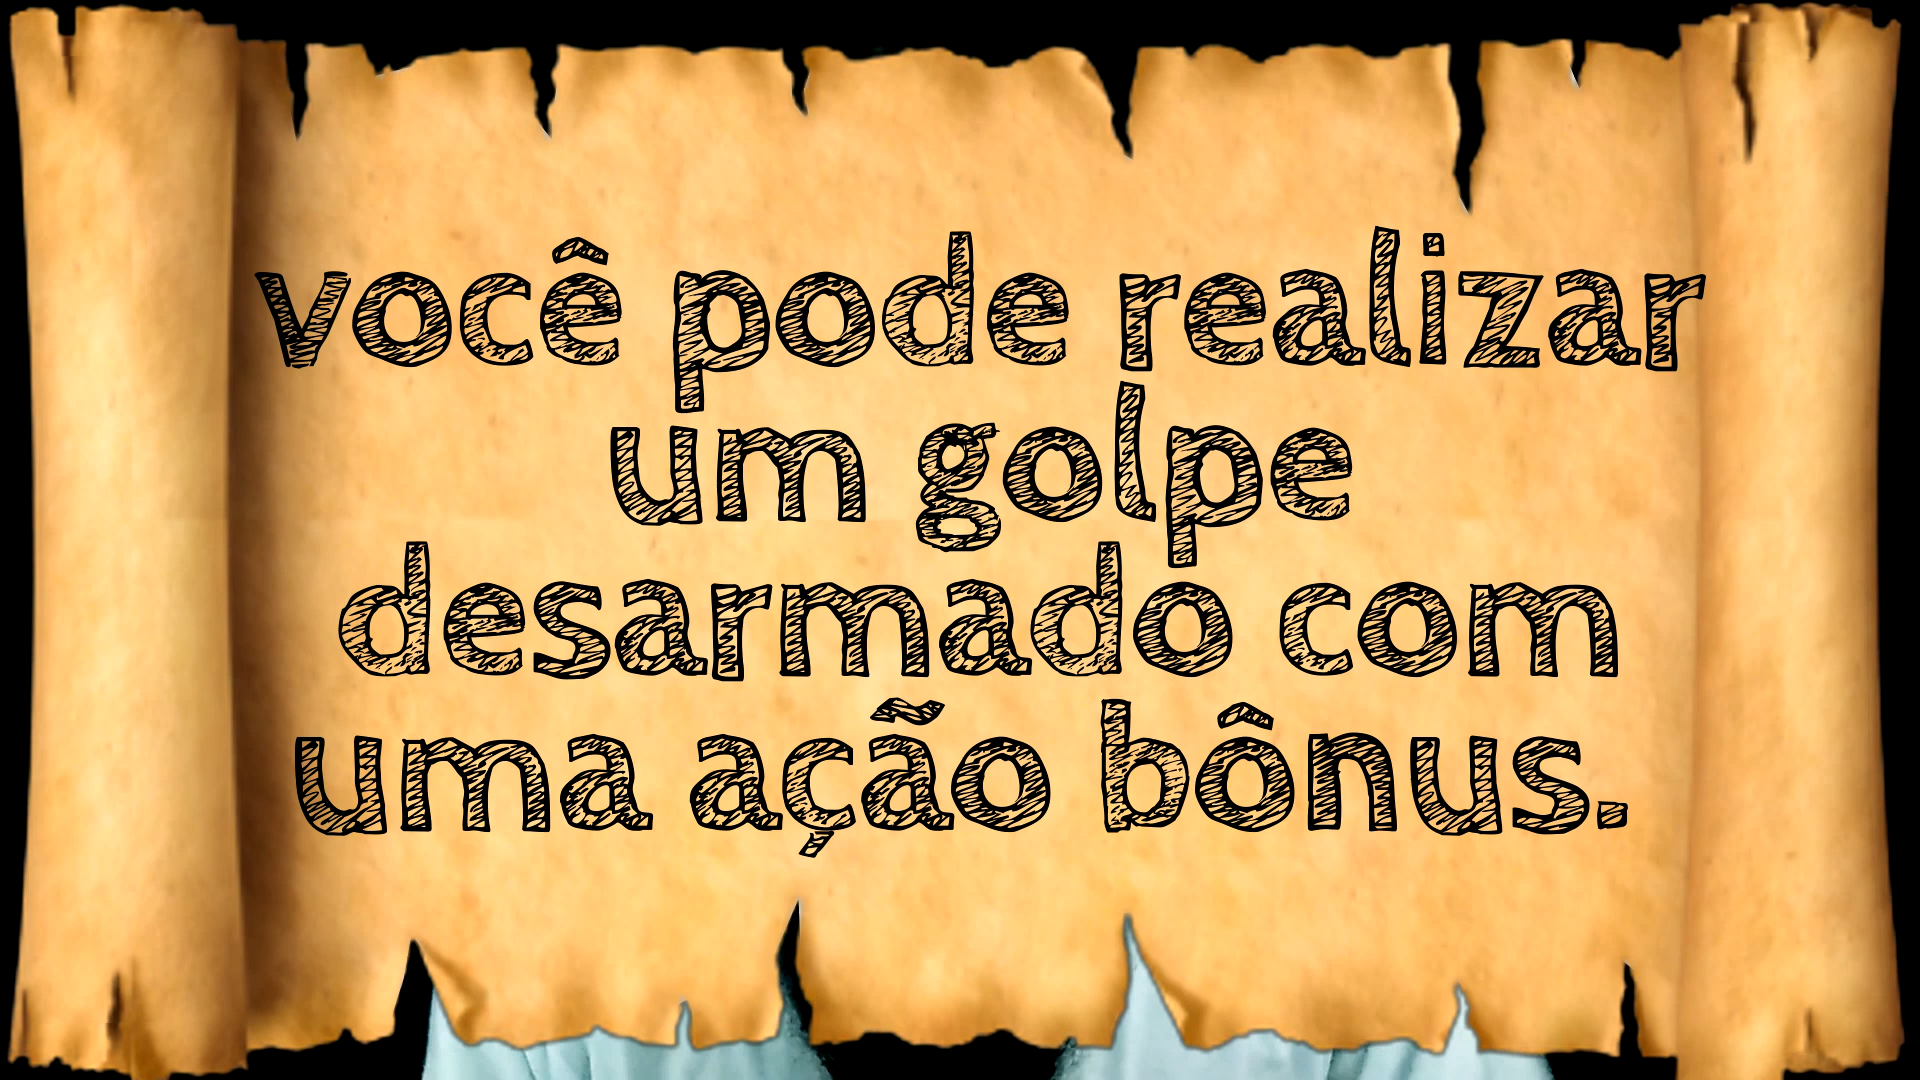 você pode realizar
um golpe
desarmado com
uma ação bônus.